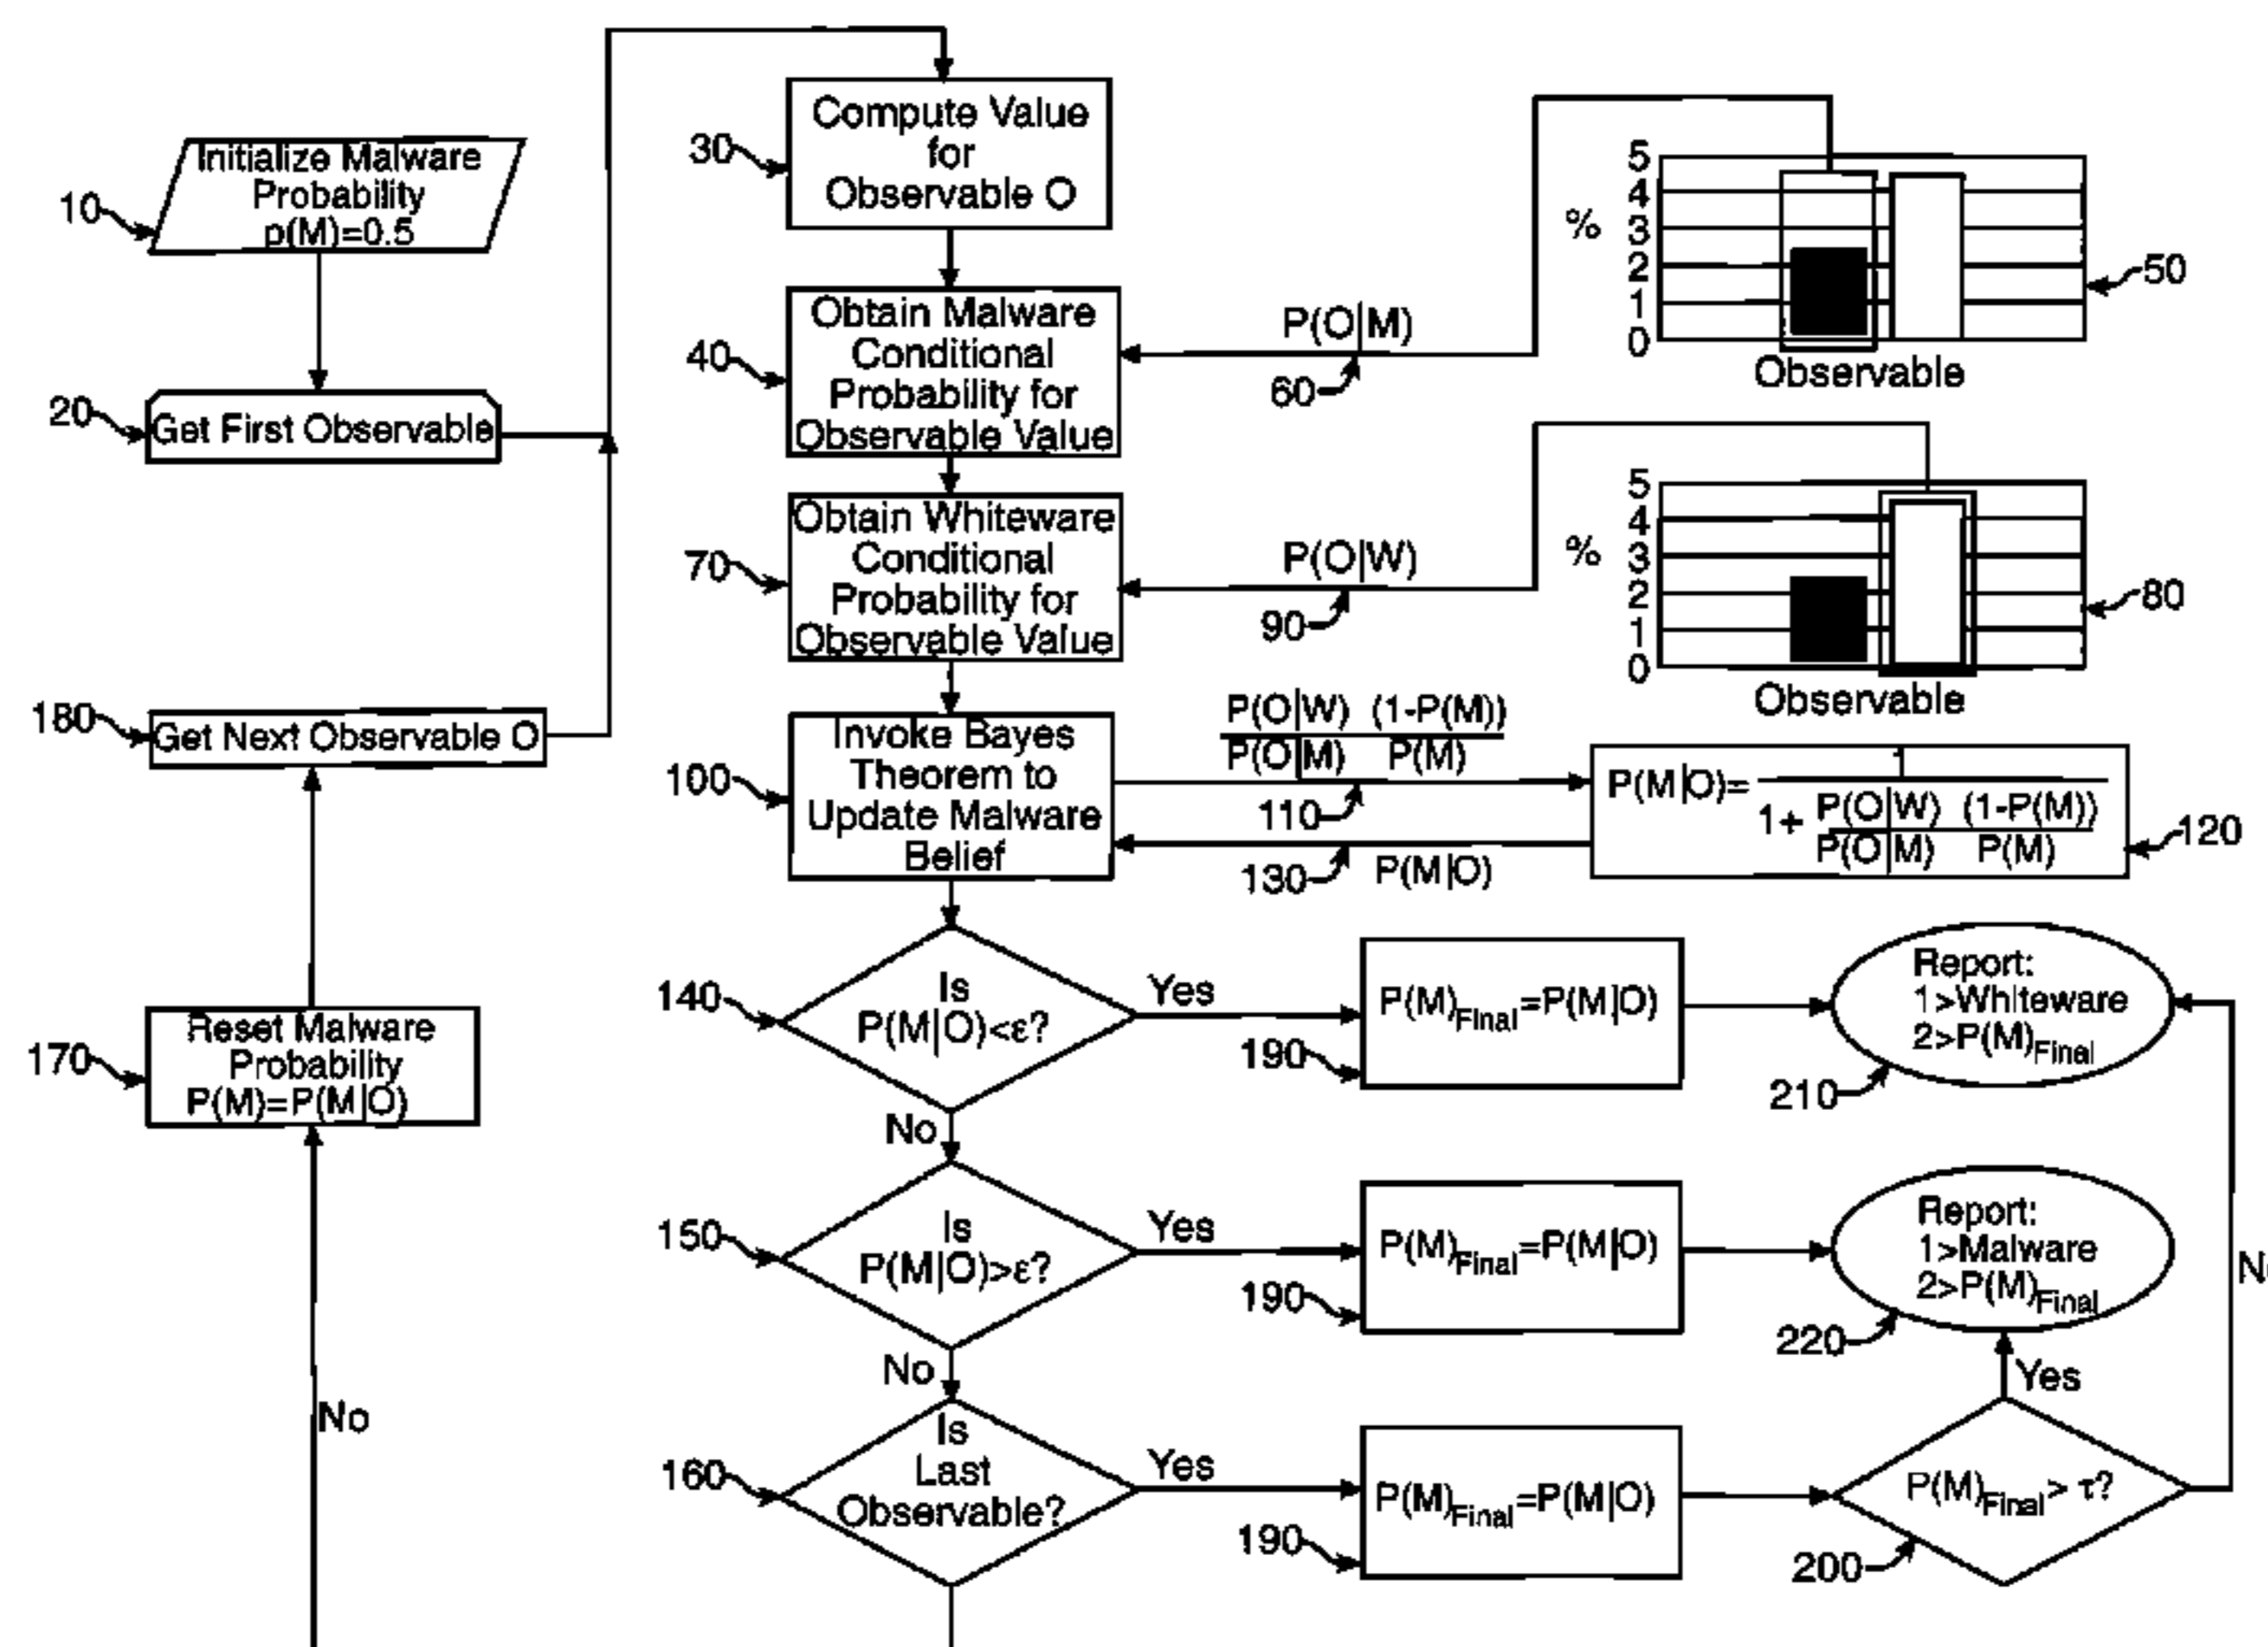 Initialize Malware
Probability
p(M)=0.5
10
Get First Observable
20
Get Next Observable O
180
Reset Malware
Probability
P(M)=P(M|O)
170
No
Compute Value
for
Observable O
30
Obtain Malware
Conditional
Probability for
Observable Value
40
P(O|M)
60
5
4
3
2
1
0
%
Observable
50
Obtain Whiteware
Conditional
Probability for
Observable Value
70
P(O|W)
90
5
4
3
2
1
0
%
Observable
80
Invoke Bayes
Theorem to
Update Malware
Belief
100
P(O|W) (1-P(M))
P(O|M) P(M)
110
130
P(M|O)
1
P(M|O)=
1+ P(O|W) (1-P(M))
P(O|M) P(M)
120
Is
P(M|O)<ε?
140
Yes
No
P(M)Final=P(M|O)
190
Report:
1>Whiteware
2>P(M)Final
210
Is
P(M|O)>ε?
150
Yes
No
P(M)Final=P(M|O)
190
Report:
1>Malware
2>P(M)Final
220
Is
Last
Observable?
160
Yes
P(M)Final=P(M|O)
190
P(M)Final> τ?
200
Yes